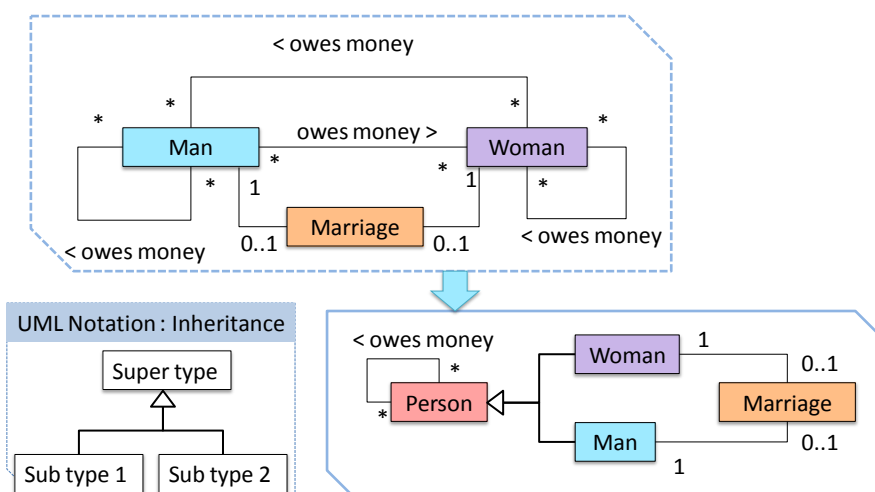 < owes money
*
*
*
*
Man
owes money >
Woman
*
*
*
*
1
1
Marriage
0..1
0..1
< owes money
< owes money
UML Notation : Inheritance
Super type
Sub type 1
Sub type 2
< owes money
*
*
Person
Woman
1
0..1
Marriage
0..1
Man
1